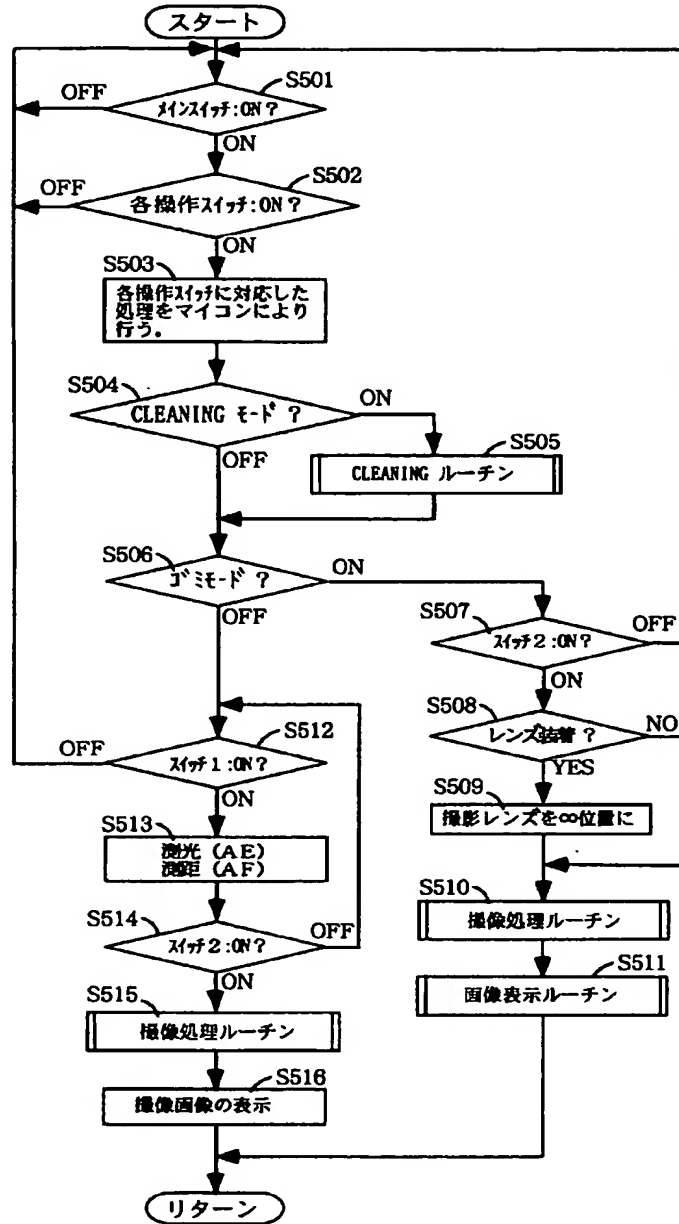 スタート
S501
メインスイッチ:ON?
OFF
ON
S502
各操作スイッチ:ON?
OFF
ON
S503
各操作スイッチに対応した
処理をマイコンにより
行う。
S504
CLEANING モード?
ON
OFF
S505
CLEANING ルーチン
S506
ゴミモード?
ON
OFF
S507
スイッチ2:ON?
OFF
ON
S508
レンズ装着?
NO
YES
S509
撮影レンズを∞位置に
S510
撮像処理ルーチン
S511
画像表示ルーチン
S512
スイッチ1:ON?
OFF
ON
S513
測光(AE)
測距(AF)
S514
スイッチ2:ON?
OFF
ON
S515
撮像処理ルーチン
S516
撮像画像の表示
リターン